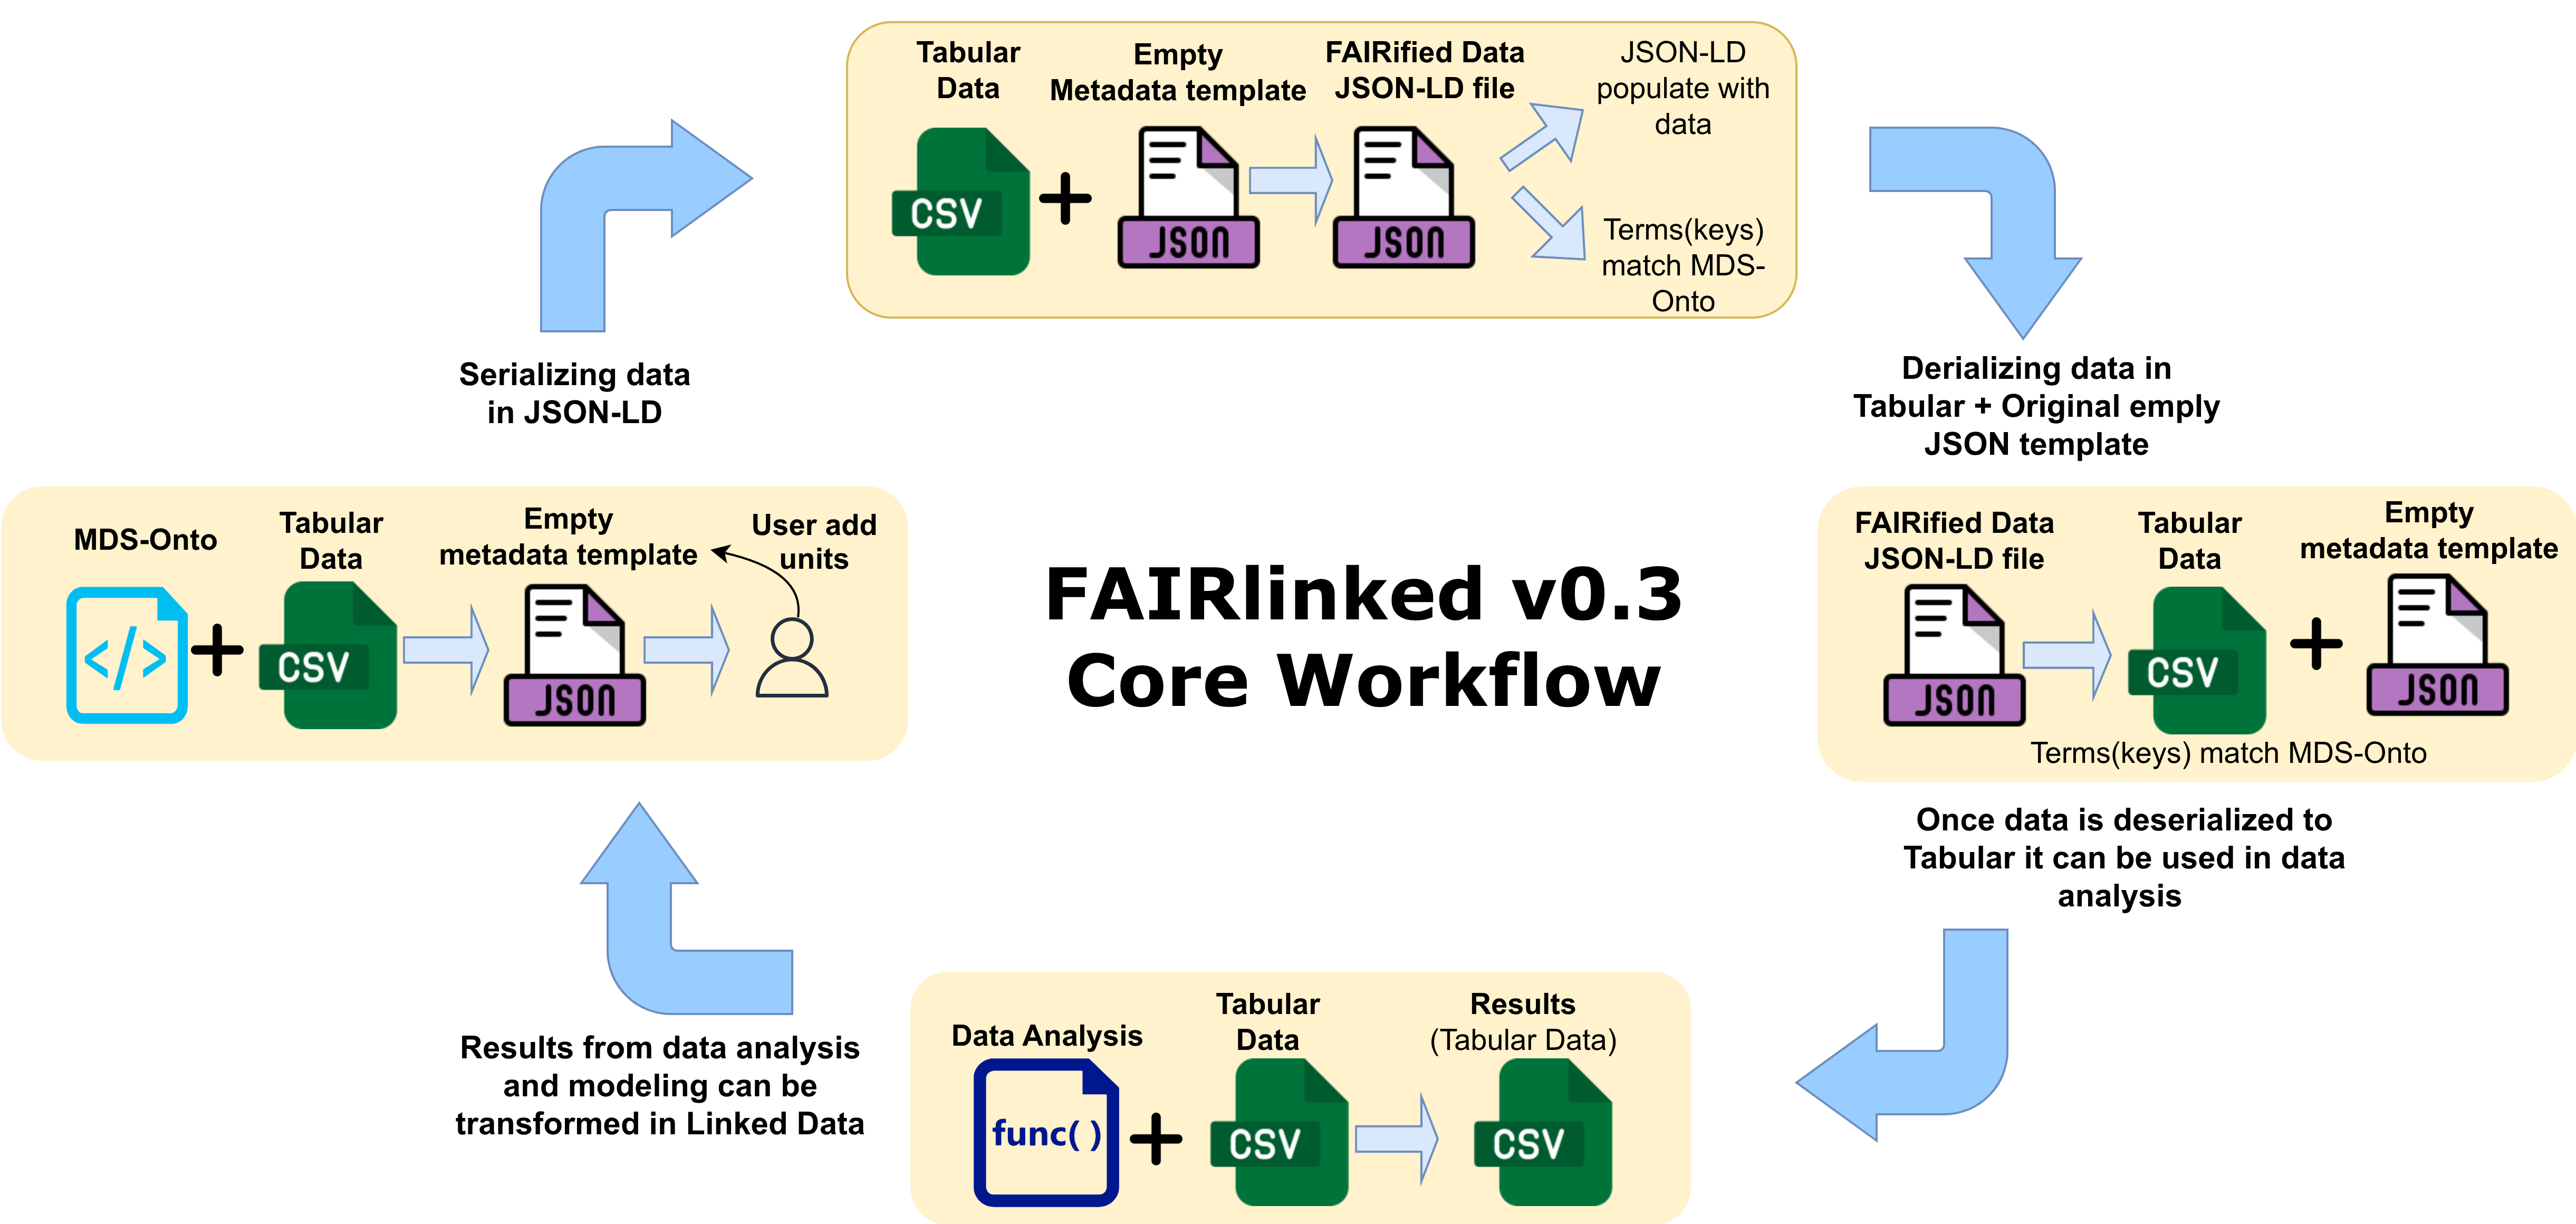 Tabular
Data
Empty
Metadata template
FAIRified Data
JSON-LD file
JSON-LD
populate with
data
CSV
JSON
JSON
Terms(keys)
match MDS-
Onto
Serializing data
in JSON-LD
Derializing data in
Tabular + Original emply
JSON template
MDS-Onto
Tabular
Data
Empty
metadata template
User add
units
</>
CSV
JSON
FAIRlinked v0.3
Core Workflow
FAIRified Data
JSON-LD file
Tabular
Data
Empty
metadata template
JSON
CSV
JSON
Terms(keys) match MDS-Onto
Once data is deserialized to
Tabular it can be used in data
analysis
Results from data analysis
and modeling can be
transformed in Linked Data
Data Analysis
Tabular
Data
Results
(Tabular Data)
func( )
CSV
CSV